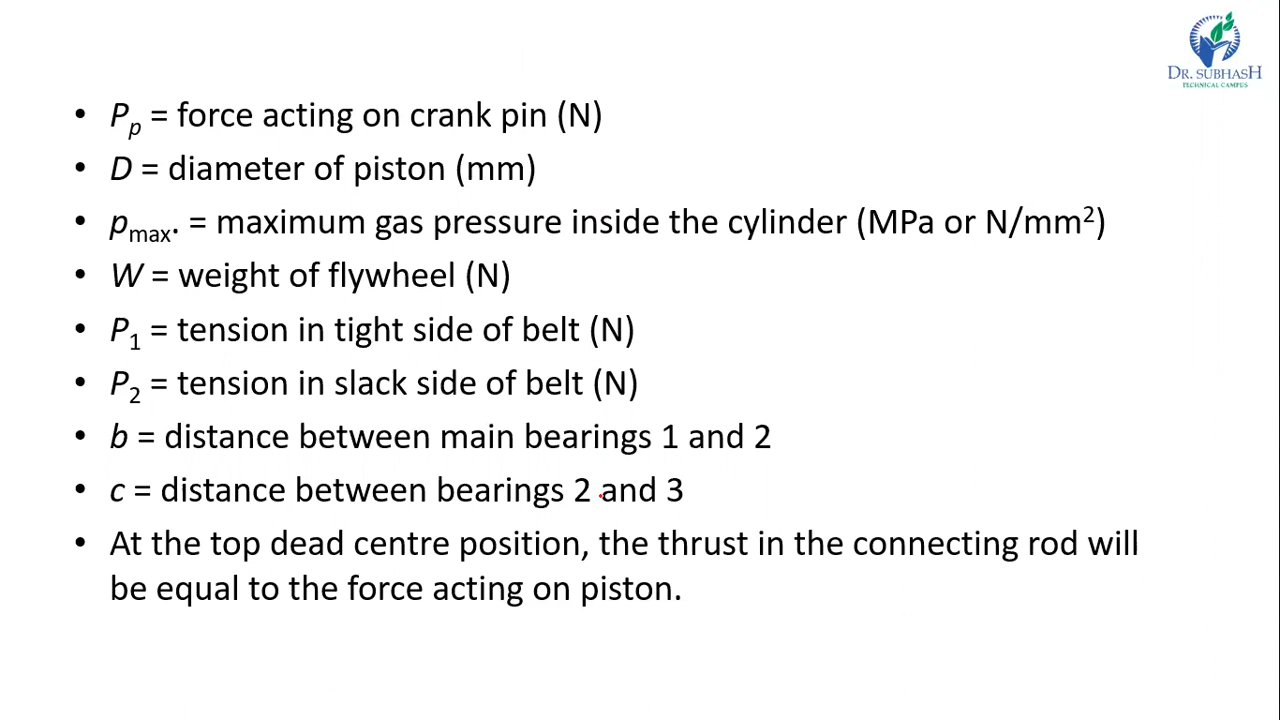 DR. SUBHASH
TECHNICAL CAMPUS
• Pp = force acting on crank pin (N)
• D = diameter of piston (mm)
• pmax. = maximum gas pressure inside the cylinder (MPa or N/mm²)
• W = weight of flywheel (N)
• P1 = tension in tight side of belt (N)
• P2 = tension in slack side of belt (N)
• b = distance between main bearings 1 and 2
• c = distance between bearings 2 and 3
• At the top dead centre position, the thrust in the connecting rod will
be equal to the force acting on piston.